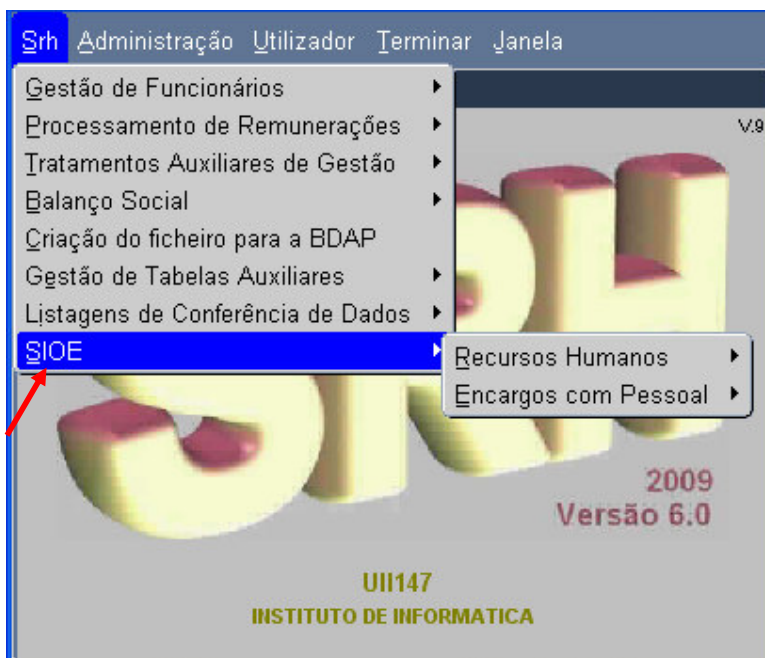 Srh Administração Utilizador Terminar Janela
Gestão de Funcionários
Processamento de Remunerações
V.9
Tratamentos Auxiliares de Gestão
Balanço Social
Criação do ficheiro para a BDAP
Gestão de Tabelas Auxiliares
Listagens de Conferência de Dados
SIOE
Recursos Humanos
Encargos com Pessoal
SRH
2009
Versão 6.0
UII147
INSTITUTO DE INFORMATICA